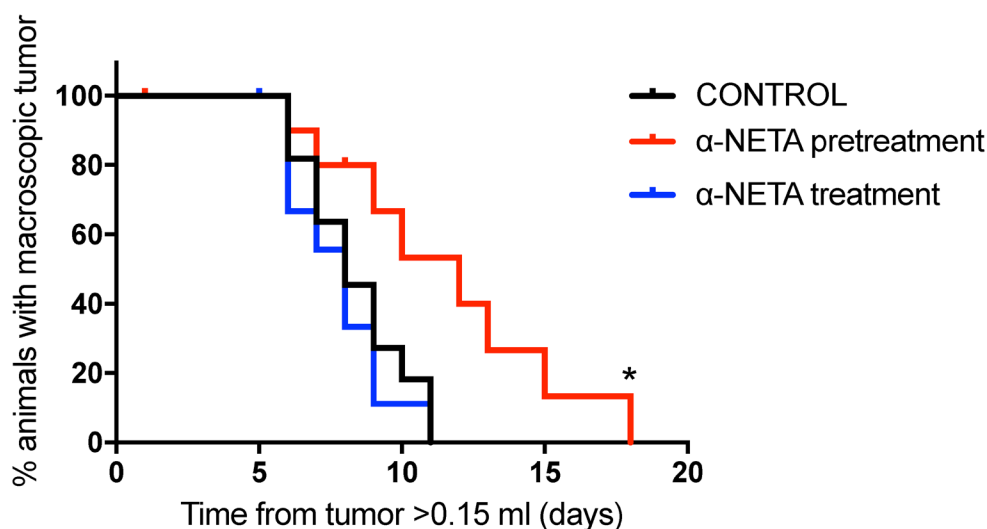 % animals with macroscopic tumor
100
80
60
40
20
0
0 5 10 15 20
Time from tumor >0.15 ml (days)
*
CONTROL
α-NETA pretreatment
α-NETA treatment